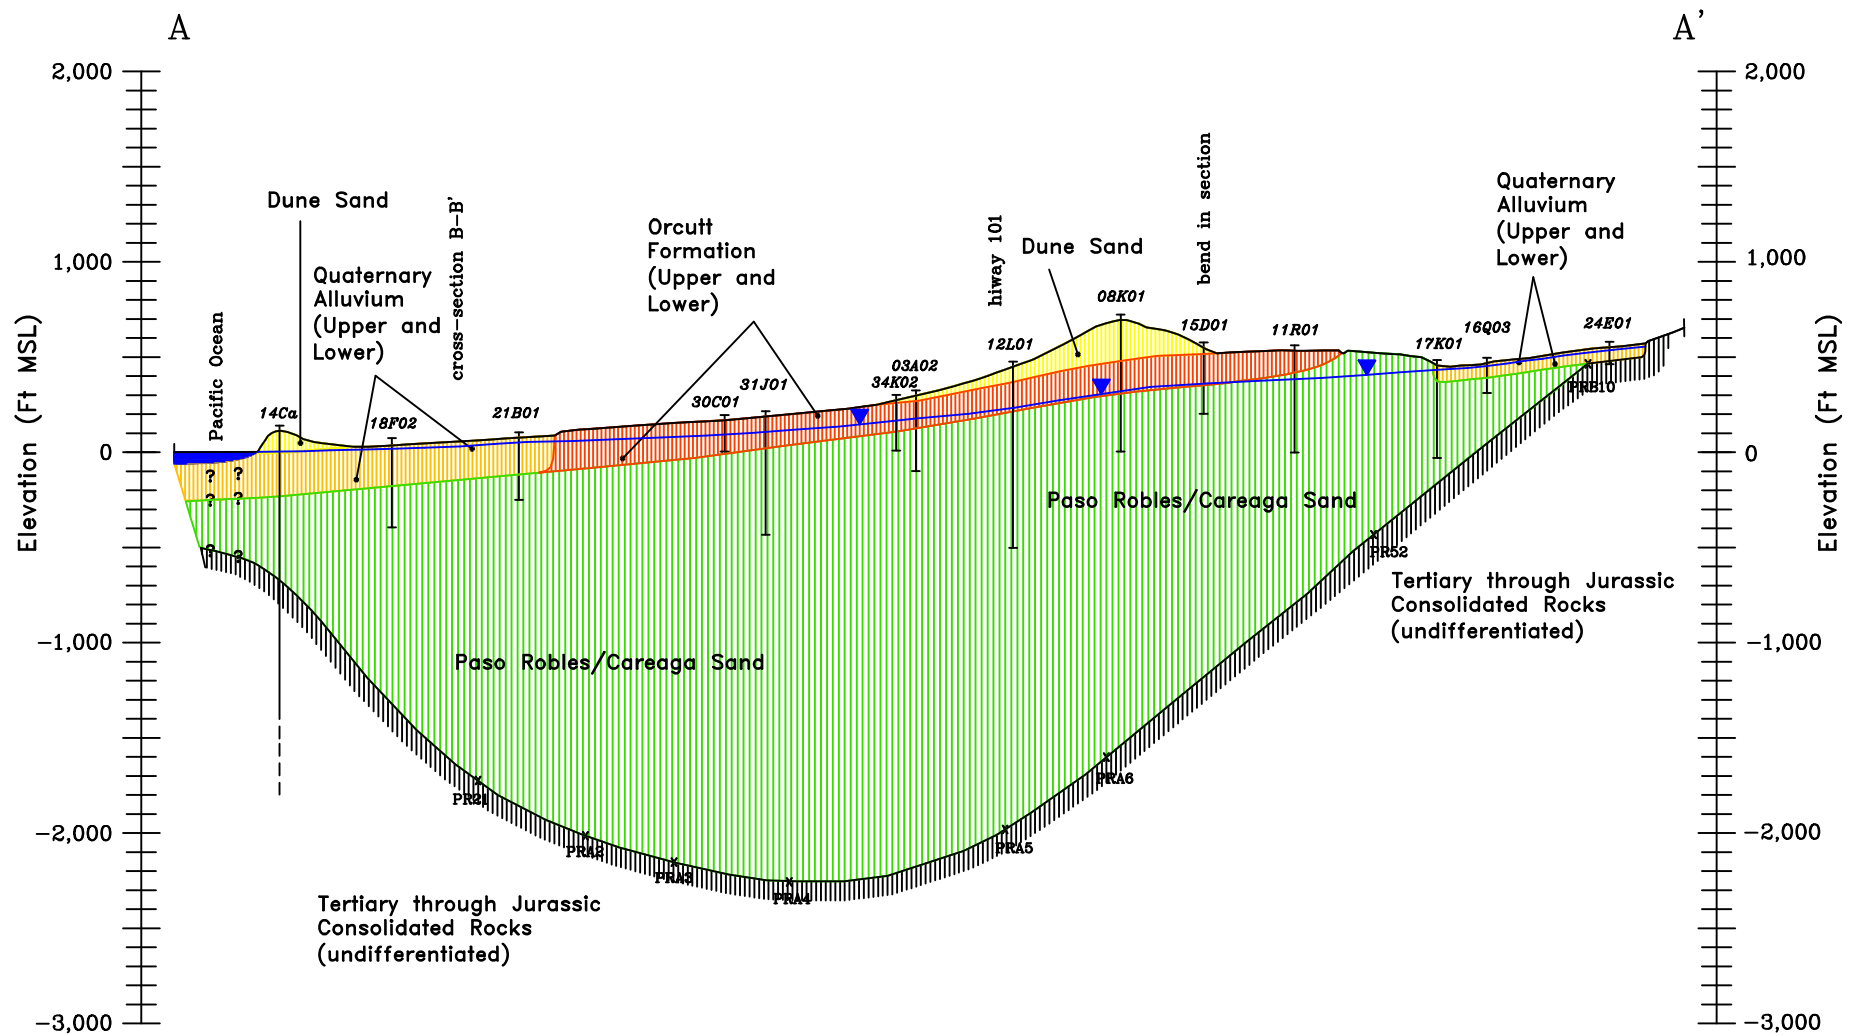 A
A'
2,000
1,000
0
−1,000
−2,000
−3,000
Elevation (Ft MSL)
Pacific Ocean
Dune Sand
14Ca
Quaternary
Alluvium
(Upper and
Lower)
cross-section B-B'
18F02
21B01
Orcutt
Formation
(Upper and
Lower)
30C01
31J01
34K02
03A02
hiway 101
12L01
Dune Sand
08K01
bend in section
15D01
11R01
17K01
16Q03
Quaternary
Alluvium
(Upper and
Lower)
24E01
? ?
? ?
? ?
Paso Robles/Careaga Sand
Paso Robles/Careaga Sand
PR21
PRA2
PRA3
PRA4
PRA5
PRA6
PR52
PRB10
Tertiary through Jurassic
Consolidated Rocks
(undifferentiated)
Tertiary through Jurassic
Consolidated Rocks
(undifferentiated)
2,000
1,000
0
−1,000
−2,000
−3,000
Elevation (Ft MSL)